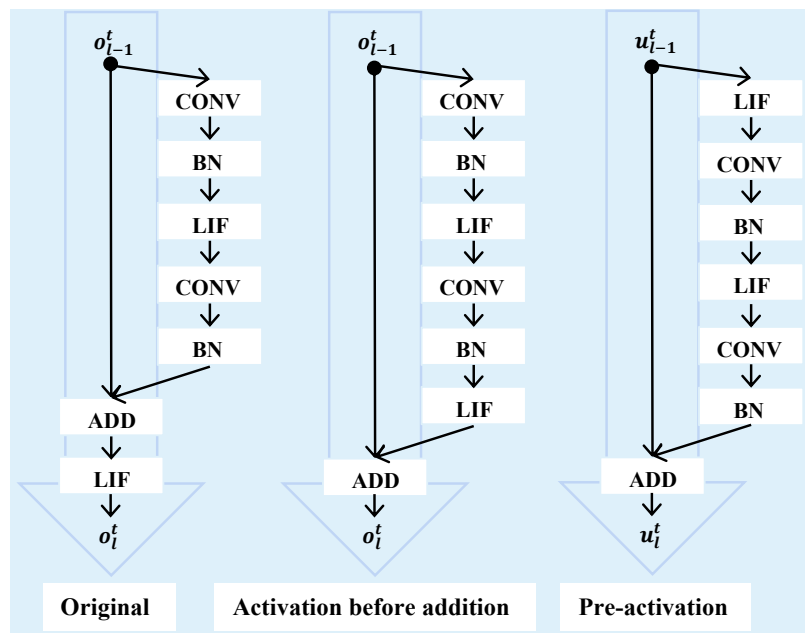 o_{l-1}^t
CONV
BN
LIF
CONV
BN
ADD
LIF
o_l^t
Original
o_{l-1}^t
CONV
BN
LIF
CONV
BN
LIF
ADD
o_l^t
Activation before addition
u_{l-1}^t
LIF
CONV
BN
LIF
CONV
BN
ADD
u_l^t
Pre-activation